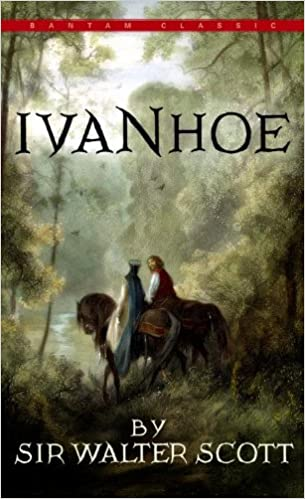 BANTAM CLASSIC
IVANHOE
BY
SIR WALTER SCOTT